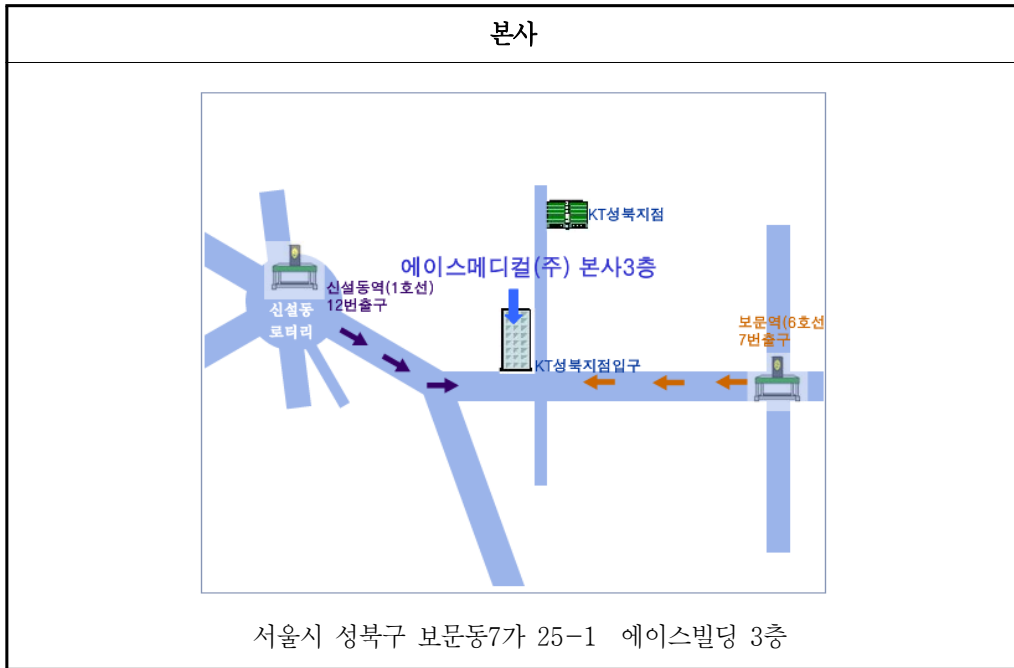 본사
KT성북지점
에이스메디컬(주) 본사3층
신설동역(1호선)
12번출구
신설동
로터리
보문역(6호선
7번출구
KT성북지점입구
서울시 성북구 보문동7가 25-1 에이스빌딩 3층